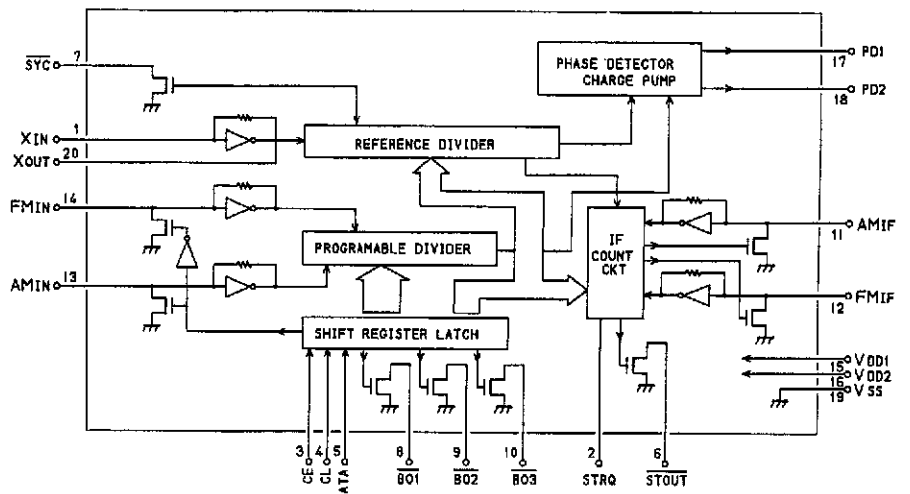 7
SYC
1
XIN
20
XOUT
14
FMIN
13
AMIN
PHASE DETECTOR
CHARGE PUMP
17
PD1
18
PD2
REFERENCE DIVIDER
PROGRAMABLE DIVIDER
SHIFT REGISTER LATCH
IF
COUNT
CKT
11
AMIF
12
FMIF
15
VDD1
16
VDD2
19
VSS
3
CE
4
CL
5
ATA
8
BO1
9
BO2
10
BO3
2
STRQ
6
STOUT